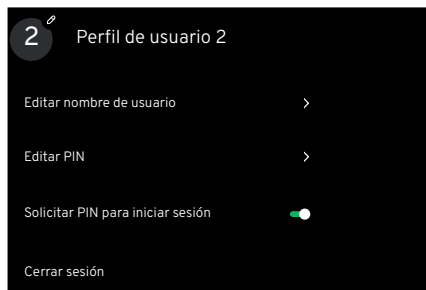 2 Perfil de usuario 2
Editar nombre de usuario
Editar PIN
Solicitar PIN para iniciar sesión
Cerrar sesión